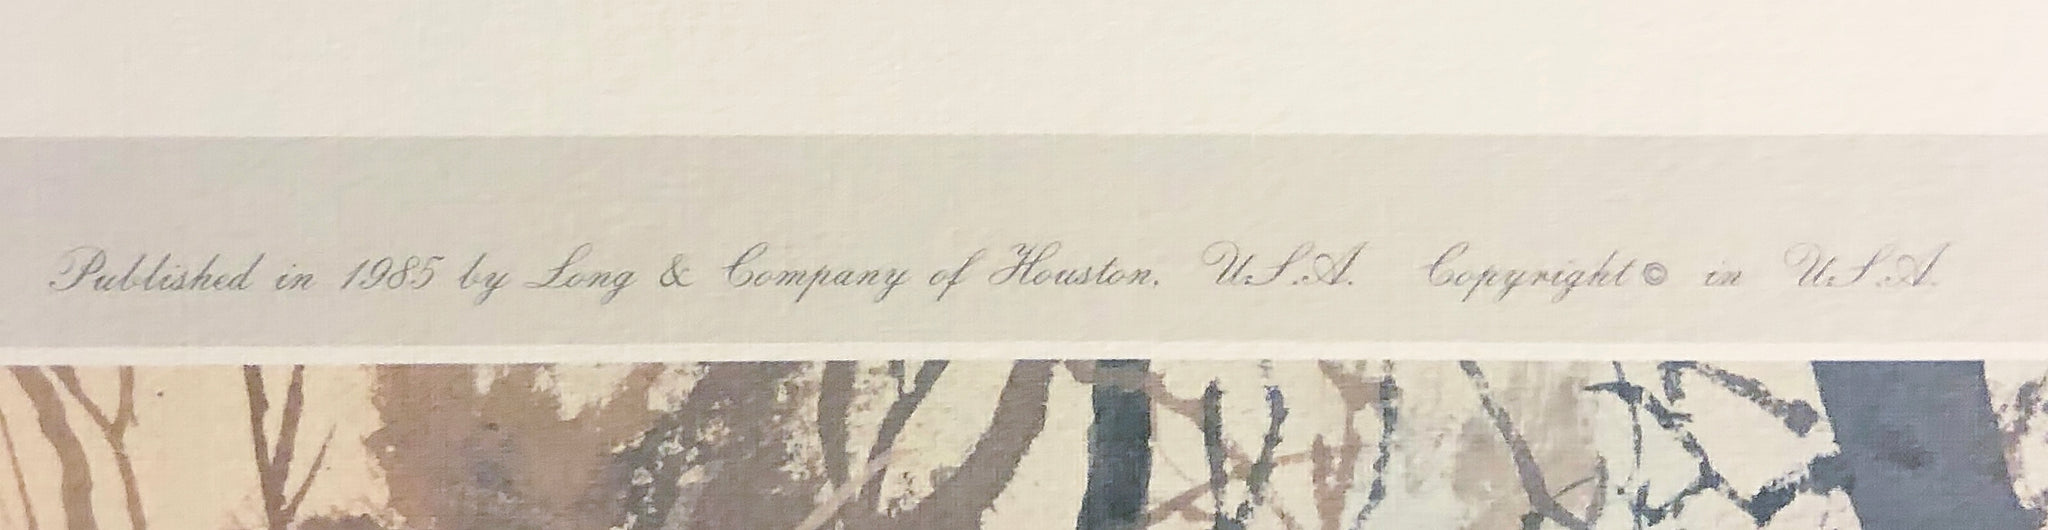 Published in 1985 by Long & Company of Houston, U.S.A. Copyright © in U.S.A.